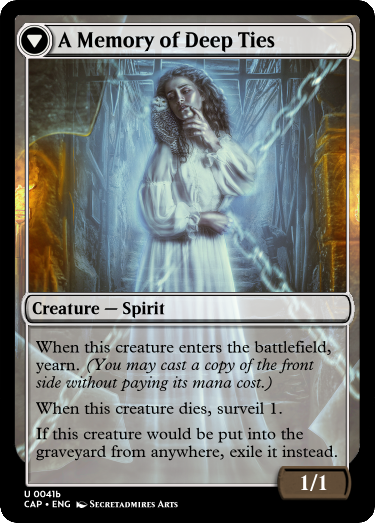 A Memory of Deep Ties
Creature — Spirit
When this creature enters the battlefield,
yearn. (You may cast a copy of the front
side without paying its mana cost.)
When this creature dies, surveil 1.
If this creature would be put into the
graveyard from anywhere, exile it instead.
1/1
U 0041b
CAP • ENG Secretadmires Arts